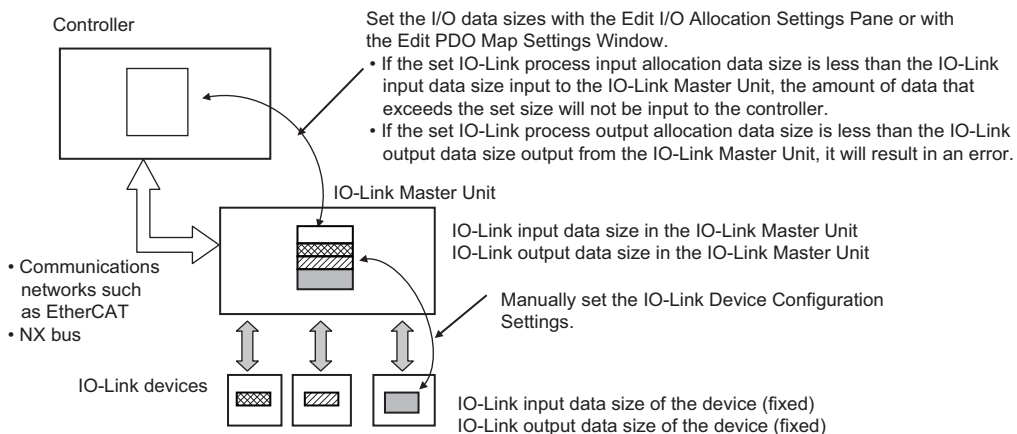 Controller
Set the I/O data sizes with the Edit I/O Allocation Settings Pane or with
the Edit PDO Map Settings Window.
• If the set IO-Link process input allocation data size is less than the IO-Link
input data size input to the IO-Link Master Unit, the amount of data that
exceeds the set size will not be input to the controller.
• If the set IO-Link process output allocation data size is less than the IO-Link
output data size output from the IO-Link Master Unit, it will result in an error.
IO-Link Master Unit
IO-Link input data size in the IO-Link Master Unit
IO-Link output data size in the IO-Link Master Unit
• Communications
networks such
as EtherCAT
• NX bus
Manually set the IO-Link Device Configuration
Settings.
IO-Link devices
IO-Link input data size of the device (fixed)
IO-Link output data size of the device (fixed)